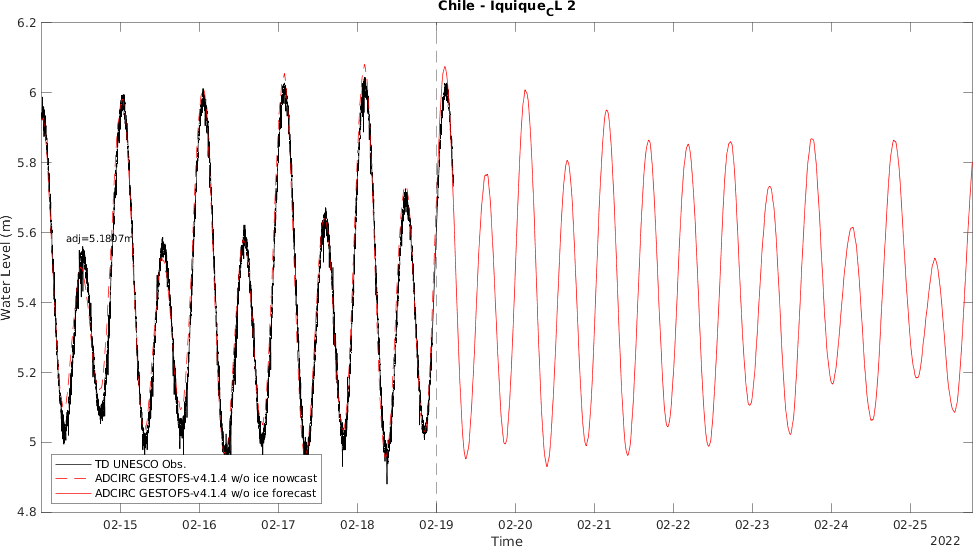 Chile - Iquique_CL 2
Water Level (m)
6.2
6
5.8
5.6
5.4
5.2
5
4.8
adj=5.1807m
TD UNESCO Obs.
ADCIRC GESTOFS-v4.1.4 w/o ice nowcast
ADCIRC GESTOFS-v4.1.4 w/o ice forecast
02-15 02-16 02-17 02-18 02-19 02-20 02-21 02-22 02-23 02-24 02-25
Time
2022